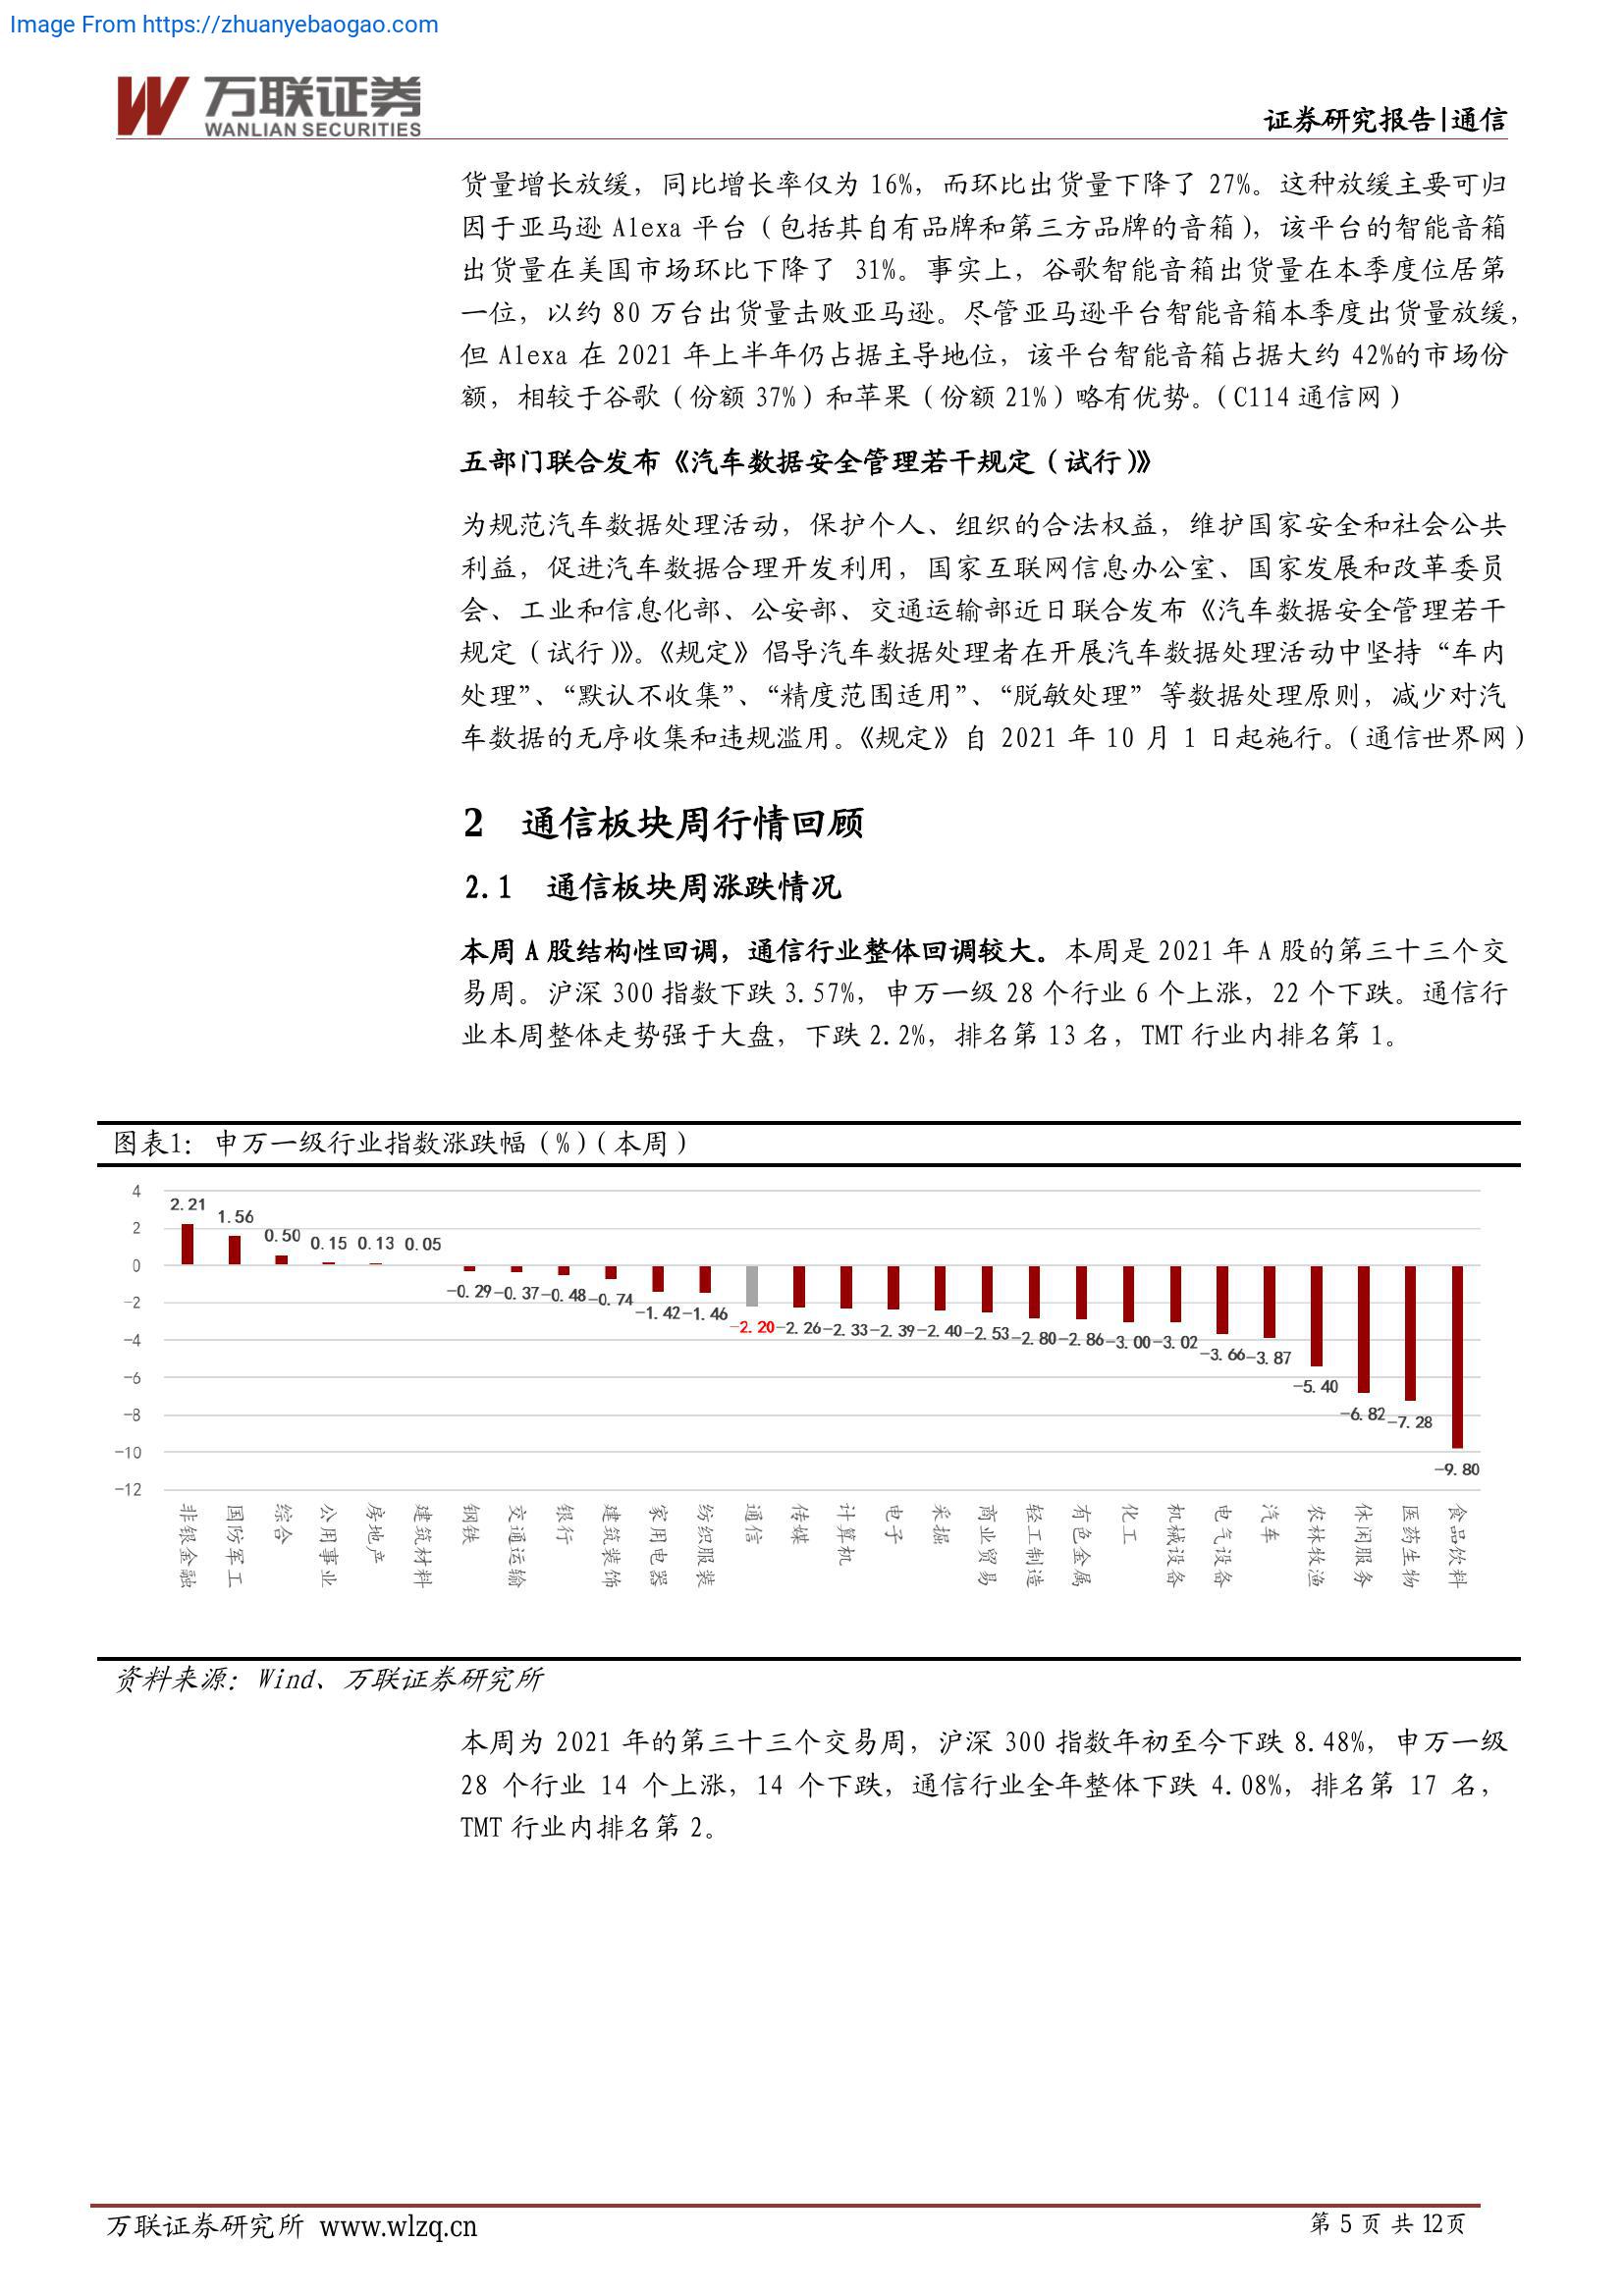 Image From https://zhuanyebaogao.com
万联证券
WANLIAN SECURITIES
证券研究报告|通信
货量增长放缓，同比增长率仅为 16%，而环比出货量下降了 27%。这种放缓主要可归
因于亚马逊 Alexa 平台（包括其自有品牌和第三方品牌的音箱），该平台的智能音箱
出货量在美国市场环比下降了 31%。事实上，谷歌智能音箱出货量在本季度位居第
一位，以约 80 万台出货量击败亚马逊。尽管亚马逊平台智能音箱本季度出货量放缓，
但 Alexa 在 2021 年上半年仍占据主导地位，该平台智能音箱占据大约 42%的市场份
额，相较于谷歌（份额 37%）和苹果（份额 21%）略有优势。（C114 通信网）
五部门联合发布《汽车数据安全管理若干规定（试行）》
为规范汽车数据处理活动，保护个人、组织的合法权益，维护国家安全和社会公共
利益，促进汽车数据合理开发利用，国家互联网信息办公室、国家发展和改革委员
会、工业和信息化部、公安部、交通运输部近日联合发布《汽车数据安全管理若干
规定（试行）》。《规定》倡导汽车数据处理者在开展汽车数据处理活动中坚持“车内
处理”、“默认不收集”、“精度范围适用”、“脱敏处理”等数据处理原则，减少对汽
车数据的无序收集和违规滥用。《规定》自 2021 年 10 月 1 日起施行。（通信世界网）
2 通信板块周行情回顾
2.1 通信板块周涨跌情况
本周 A 股结构性回调，通信行业整体回调较大。本周是 2021 年 A 股的第三十三个交
易周。沪深 300 指数下跌 3.57%，申万一级 28 个行业 6 个上涨，22 个下跌。通信行
业本周整体走势强于大盘，下跌 2.2%，排名第 13 名，TMT 行业内排名第 1。
图表1：申万一级行业指数涨跌幅（%）（本周）
4
2
0
-2
-4
-6
-8
-10
-12
2.21 1.56 0.50 0.15 0.13 0.05 -0.29 -0.37 -0.48 -0.74 -1.42 -1.46 -2.20 -2.26 -2.33 -2.39 -2.40 -2.53 -2.80 -2.86 -3.00 -3.02 -3.66 -3.87 -5.40 -6.82 -7.28 -9.80
非银金融 国防军工 综合 公用事业 房地产 建筑材料 钢铁 交通运输 银行 建筑装饰 家用电器 纺织服装 通信 传媒 计算机 电子 采掘 商业贸易 轻工制造 有色金属 化工 机械设备 电气设备 汽车 农林牧渔 休闲服务 医药生物 食品饮料
资料来源：Wind、万联证券研究所
本周为 2021 年的第三十三个交易周，沪深 300 指数年初至今下跌 8.48%，申万一级
28 个行业 14 个上涨，14 个下跌，通信行业全年整体下跌 4.08%，排名第 17 名，
TMT 行业内排名第 2。
万联证券研究所 www.wlzq.cn
第 5 页 共 12页